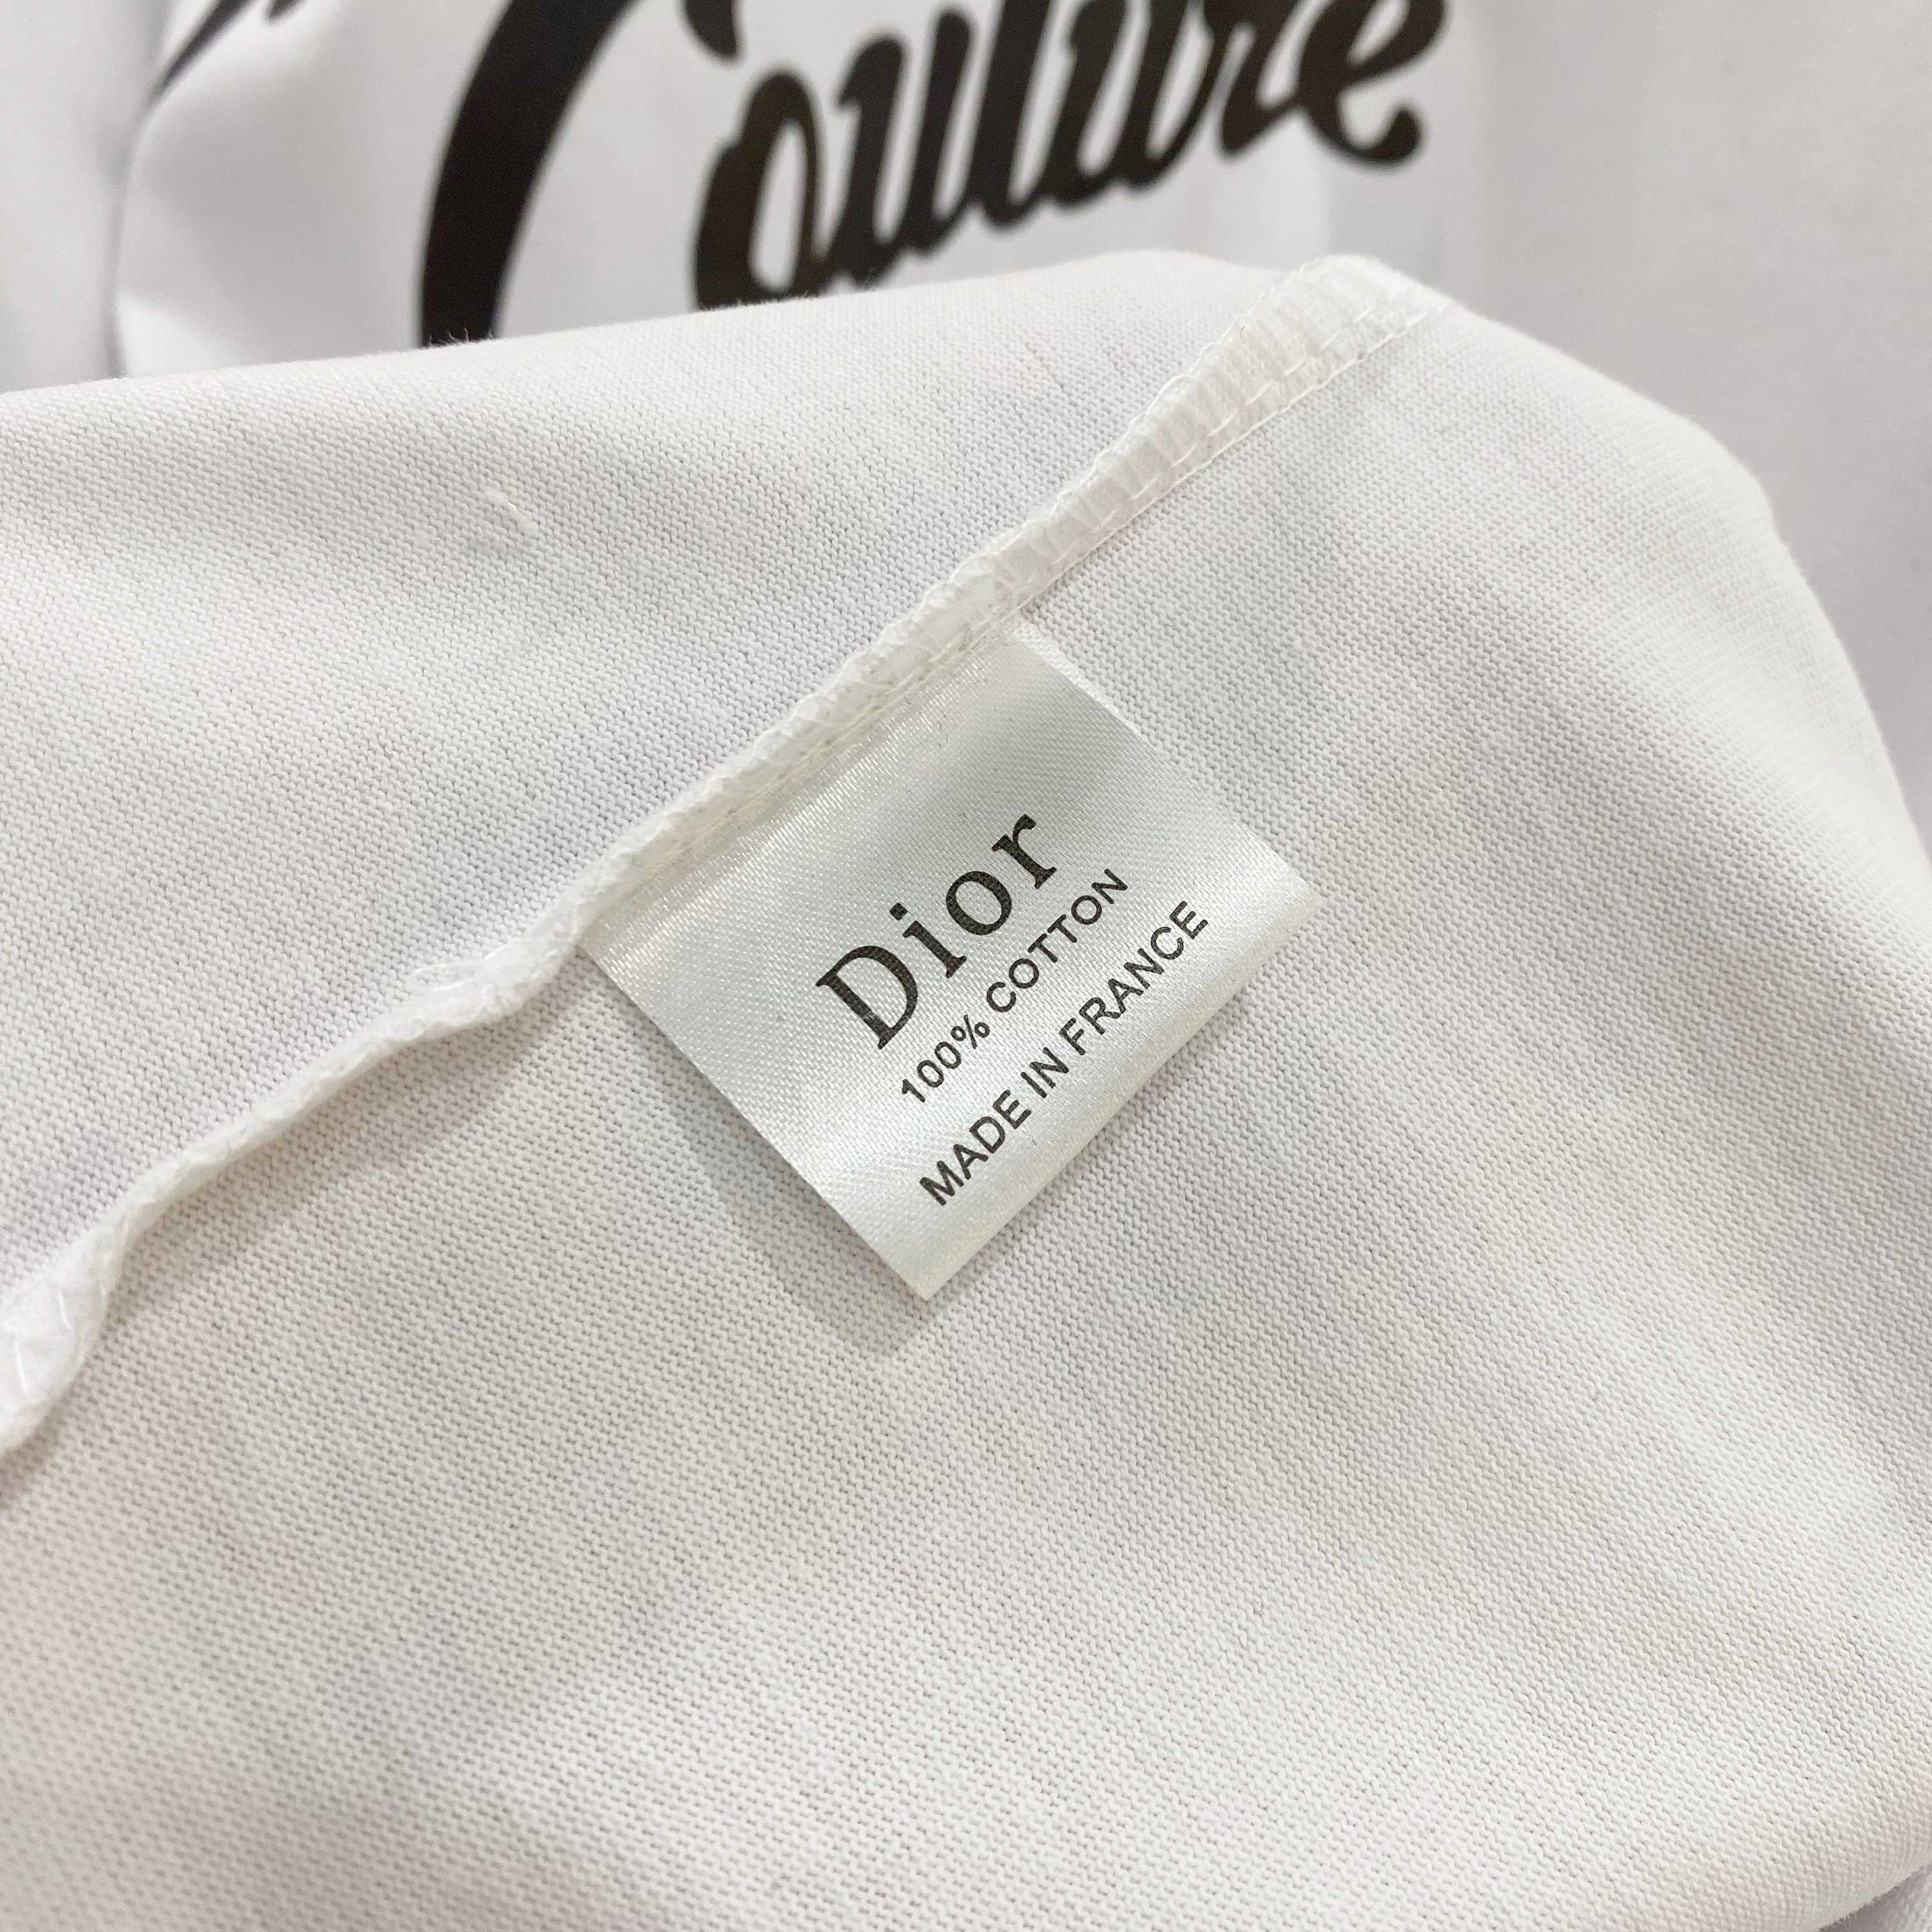 Couture
Dior
100% COTTON
MADE IN FRANCE